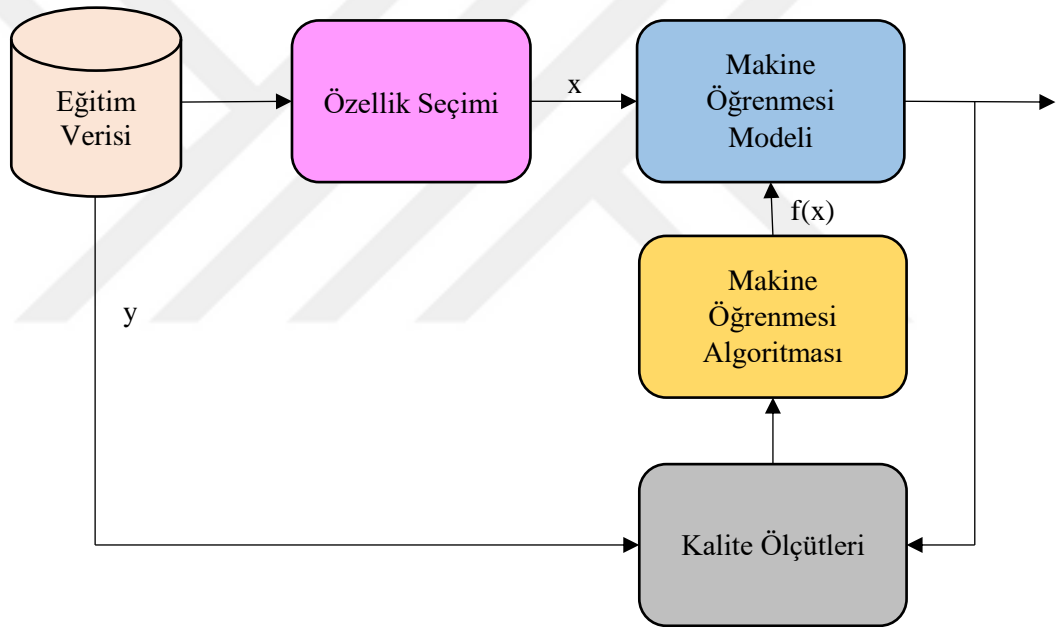 Eğitim
Verisi
Özellik Seçimi
x
Makine
Öğrenmesi
Modeli
f(x)
Makine
Öğrenmesi
Algoritması
y
Kalite Ölçütleri